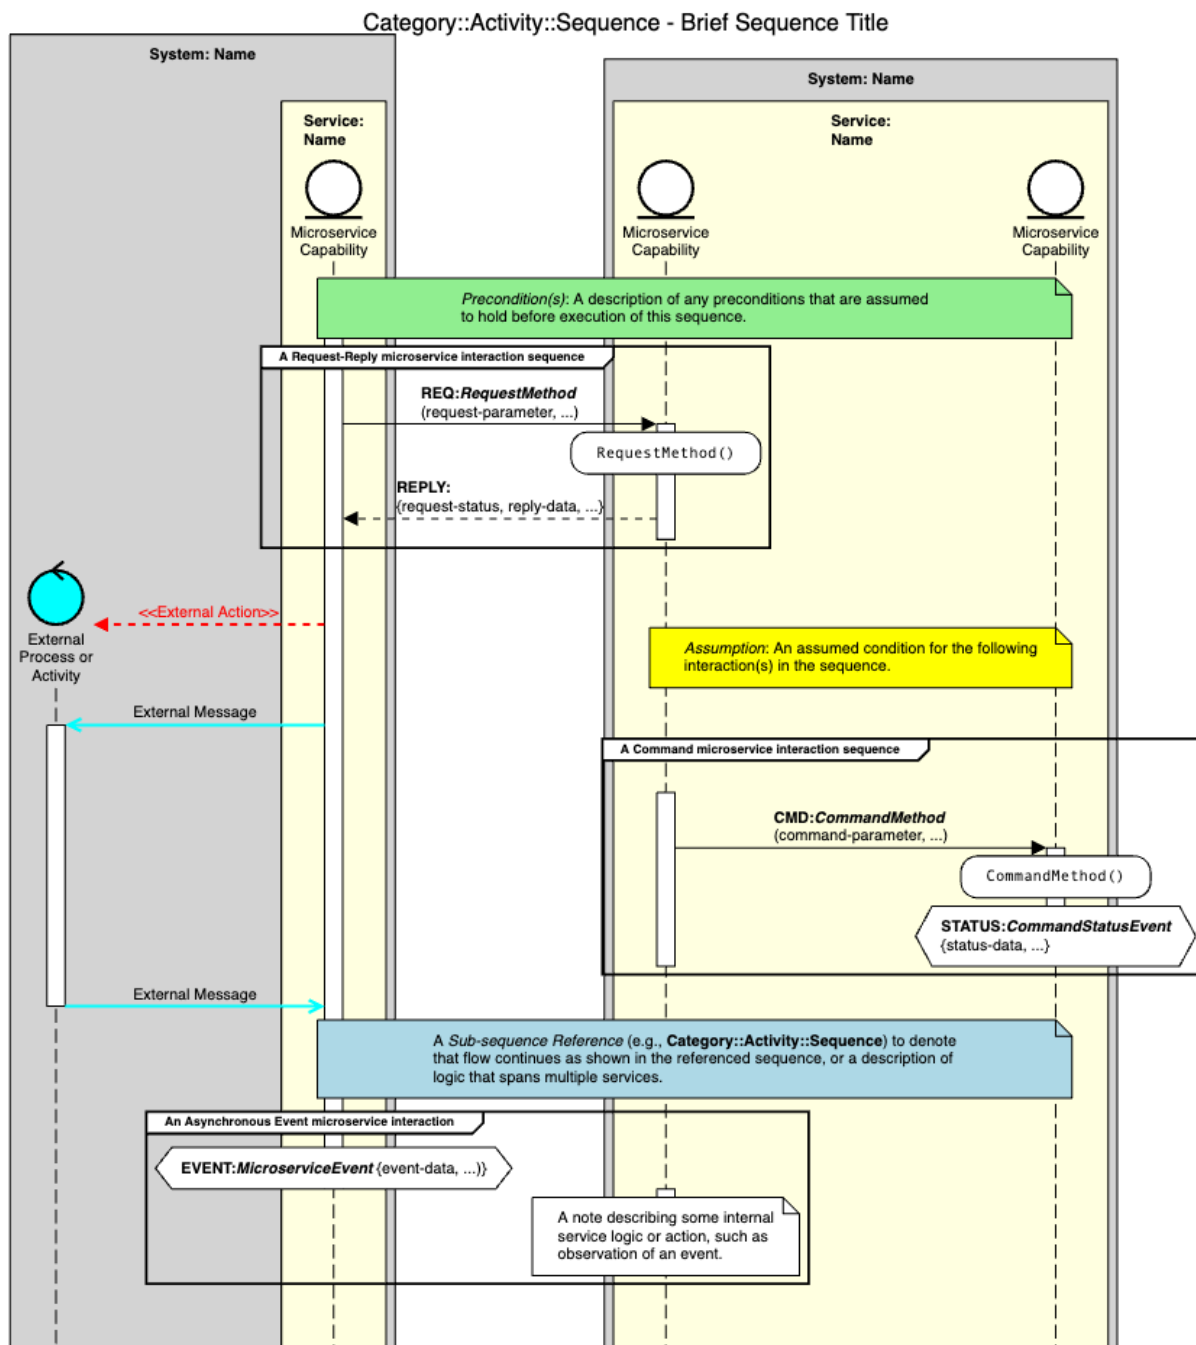 Category::Activity::Sequence - Brief Sequence Title
System: Name
System: Name
Service:
Name
Service:
Name
Microservice
Capability
Microservice
Capability
Microservice
Capability
Precondition(s): A description of any preconditions that are assumed
to hold before execution of this sequence.
A Request-Reply microservice interaction sequence
REQ:RequestMethod
(request-parameter, ...)
RequestMethod()
REPLY:
{request-status, reply-data, ...}
<<External Action>>
External
Process or
Activity
Assumption: An assumed condition for the following
interaction(s) in the sequence.
External Message
A Command microservice interaction sequence
CMD:CommandMethod
(command-parameter, ...)
CommandMethod()
STATUS:CommandStatusEvent
{status-data, ...}
External Message
A Sub-sequence Reference (e.g., Category::Activity::Sequence) to denote
that flow continues as shown in the referenced sequence, or a description of
logic that spans multiple services.
An Asynchronous Event microservice interaction
EVENT:MicroserviceEvent {event-data, ...)}
A note describing some internal
service logic or action, such as
observation of an event.